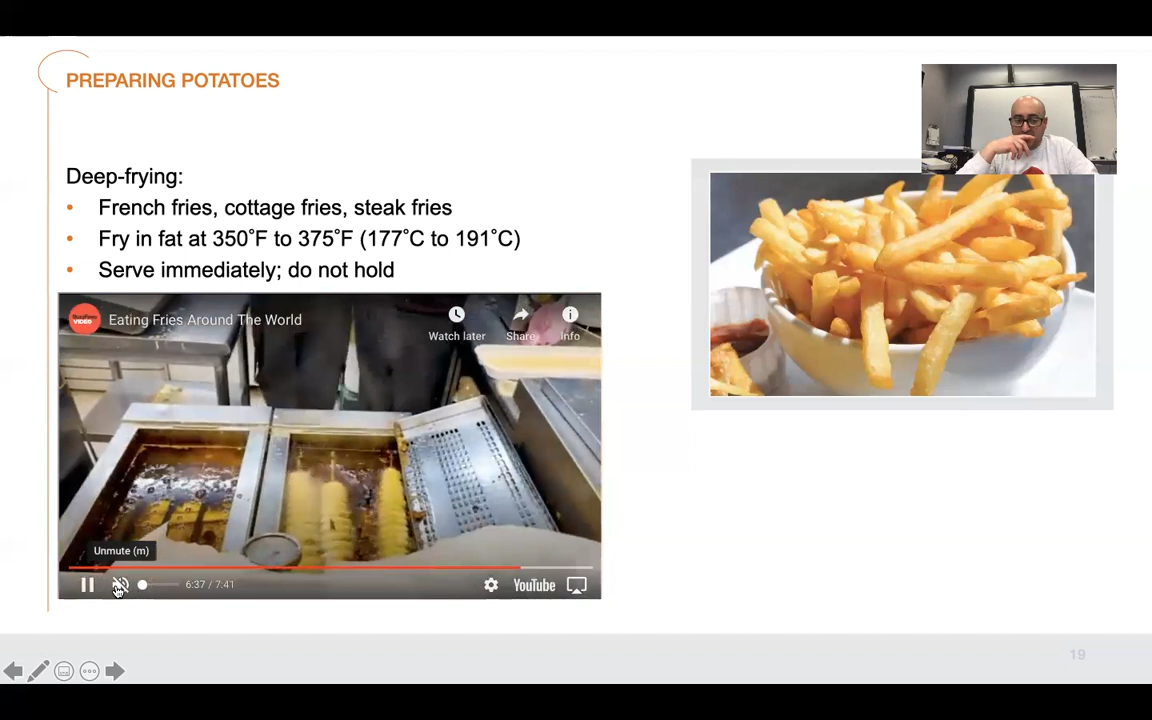 PREPARING POTATOES
Deep-frying:
• French fries, cottage fries, steak fries
• Fry in fat at 350˚F to 375˚F (177˚C to 191˚C)
• Serve immediately; do not hold
VIDEO
Eating Fries Around The World
Watch later
Share
Info
Unmute (m)
6:37 / 7:41
YouTube
19